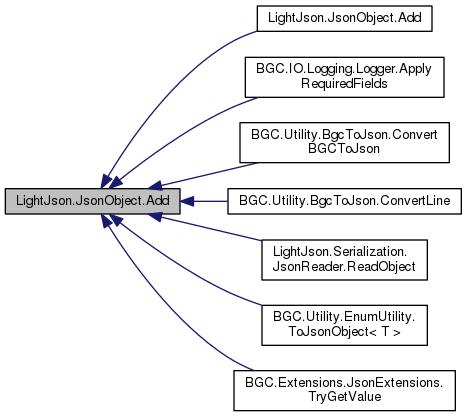 LightJson.JsonObject.Add
BGC.IO.Logging.Logger.Apply
RequiredFields
BGC.Utility.BgcToJson.Convert
BGCToJson
LightJson.JsonObject.Add
BGC.Utility.BgcToJson.ConvertLine
LightJson.Serialization.
JsonReader.ReadObject
BGC.Utility.EnumUtility.
ToJsonObject< T >
BGC.Extensions.JsonExtensions.
TryGetValue